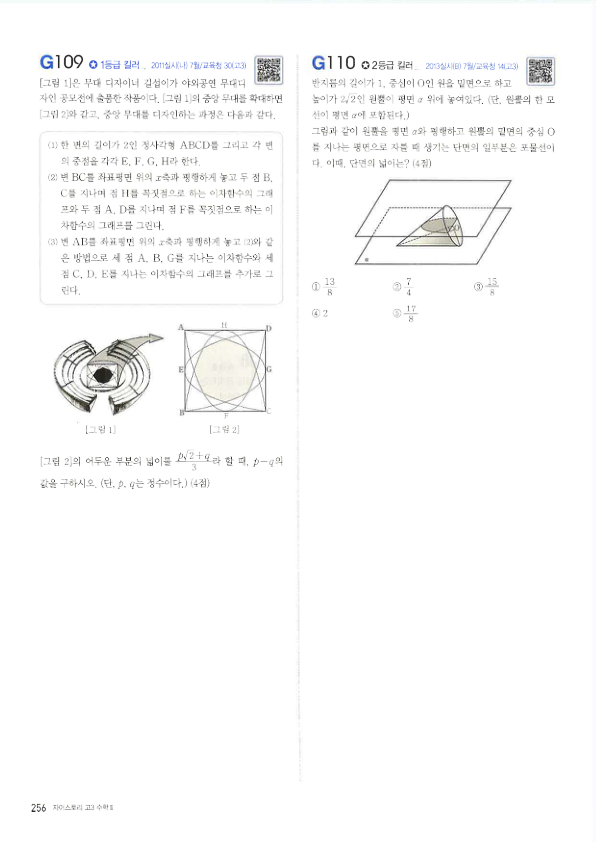 G109 ✪ 1등급 킬러_ 2011실시(나) 7월/교육청 30(고3)
[그림 1]은 무대 디자이너 길섭이가 야외공연 무대디
자인 공모전에 출품한 작품이다. [그림 1]의 중앙 무대를 확대하면
[그림 2]와 같고, 중앙 무대를 디자인하는 과정은 다음과 같다.
(1) 한 변의 길이가 2인 정사각형 ABCD를 그리고 각 변
의 중점을 각각 E, F, G, H라 한다.
(2) 변 BC를 좌표평면 위의 x축과 평행하게 놓고 두 점 B,
C를 지나며 점 H를 꼭짓점으로 하는 이차함수의 그래
프와 두 점 A, D를 지나며 점 F를 꼭짓점으로 하는 이
차함수의 그래프를 그린다.
(3) 변 AB를 좌표평면 위의 x축과 평행하게 놓고 (2)와 같
은 방법으로 세 점 A, B, G를 지나는 이차함수와 세
점 C, D, E를 지나는 이차함수의 그래프를 추가로 그
린다.
A H D
E G
B F C
[그림 1] [그림 2]
[그림 2]의 어두운 부분의 넓이를 (p√2+q)/3 라 할 때, p-q의
값을 구하시오. (단, p, q는 정수이다.) (4점)
G110 ✪ 2등급 킬러_ 2013실시(B) 7월/교육청 14(고3)
반지름의 길이가 1, 중심이 O인 원을 밑면으로 하고
높이가 2√2인 원뿔이 평면 α 위에 놓여있다. (단, 원뿔의 한 모
선이 평면 α에 포함된다.)
그림과 같이 원뿔을 평면 α와 평행하고 원뿔의 밑면의 중심 O
를 지나는 평면으로 자를 때 생기는 단면의 일부분은 포물선이
다. 이때, 단면의 넓이는? (4점)
O
α
① 13/8 ② 7/4 ③ 15/8
④ 2 ⑤ 17/8
256 자이스토리 고3 수학Ⅱ